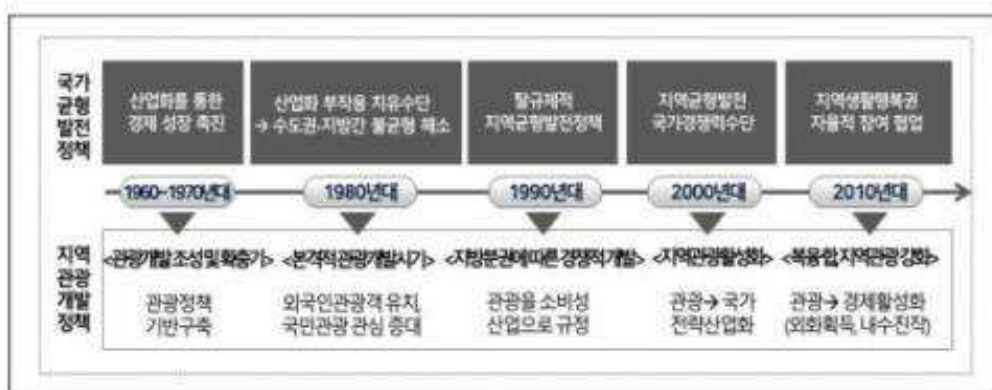 국가
균형
발전
정책
산업화를 통한
경제 성장 촉진
산업화 부작용 치유수단
→ 수도권·지방간 불균형 해소
탈규제적
지역균형발전정책
지역균형발전
국가경쟁력수단
지역생활행복권
자율적 참여 협업
1960~1970년대
1980년대
1990년대
2000년대
2010년대
지역
관광
개발
정책
<관광개발 조성 및 확충기>
<본격적 관광개발 시기>
<지방분권에 따른 경쟁적 개발>
<지역관광활성화>
<복융합, 지역관광 강화>
관광정책
기반구축
외국인관광객 유치,
국민관광 관심 증대
관광을 소비성
산업으로 규정
관광→ 국가
전략산업화
관광→ 경제활성화
(외화획득, 내수진작)